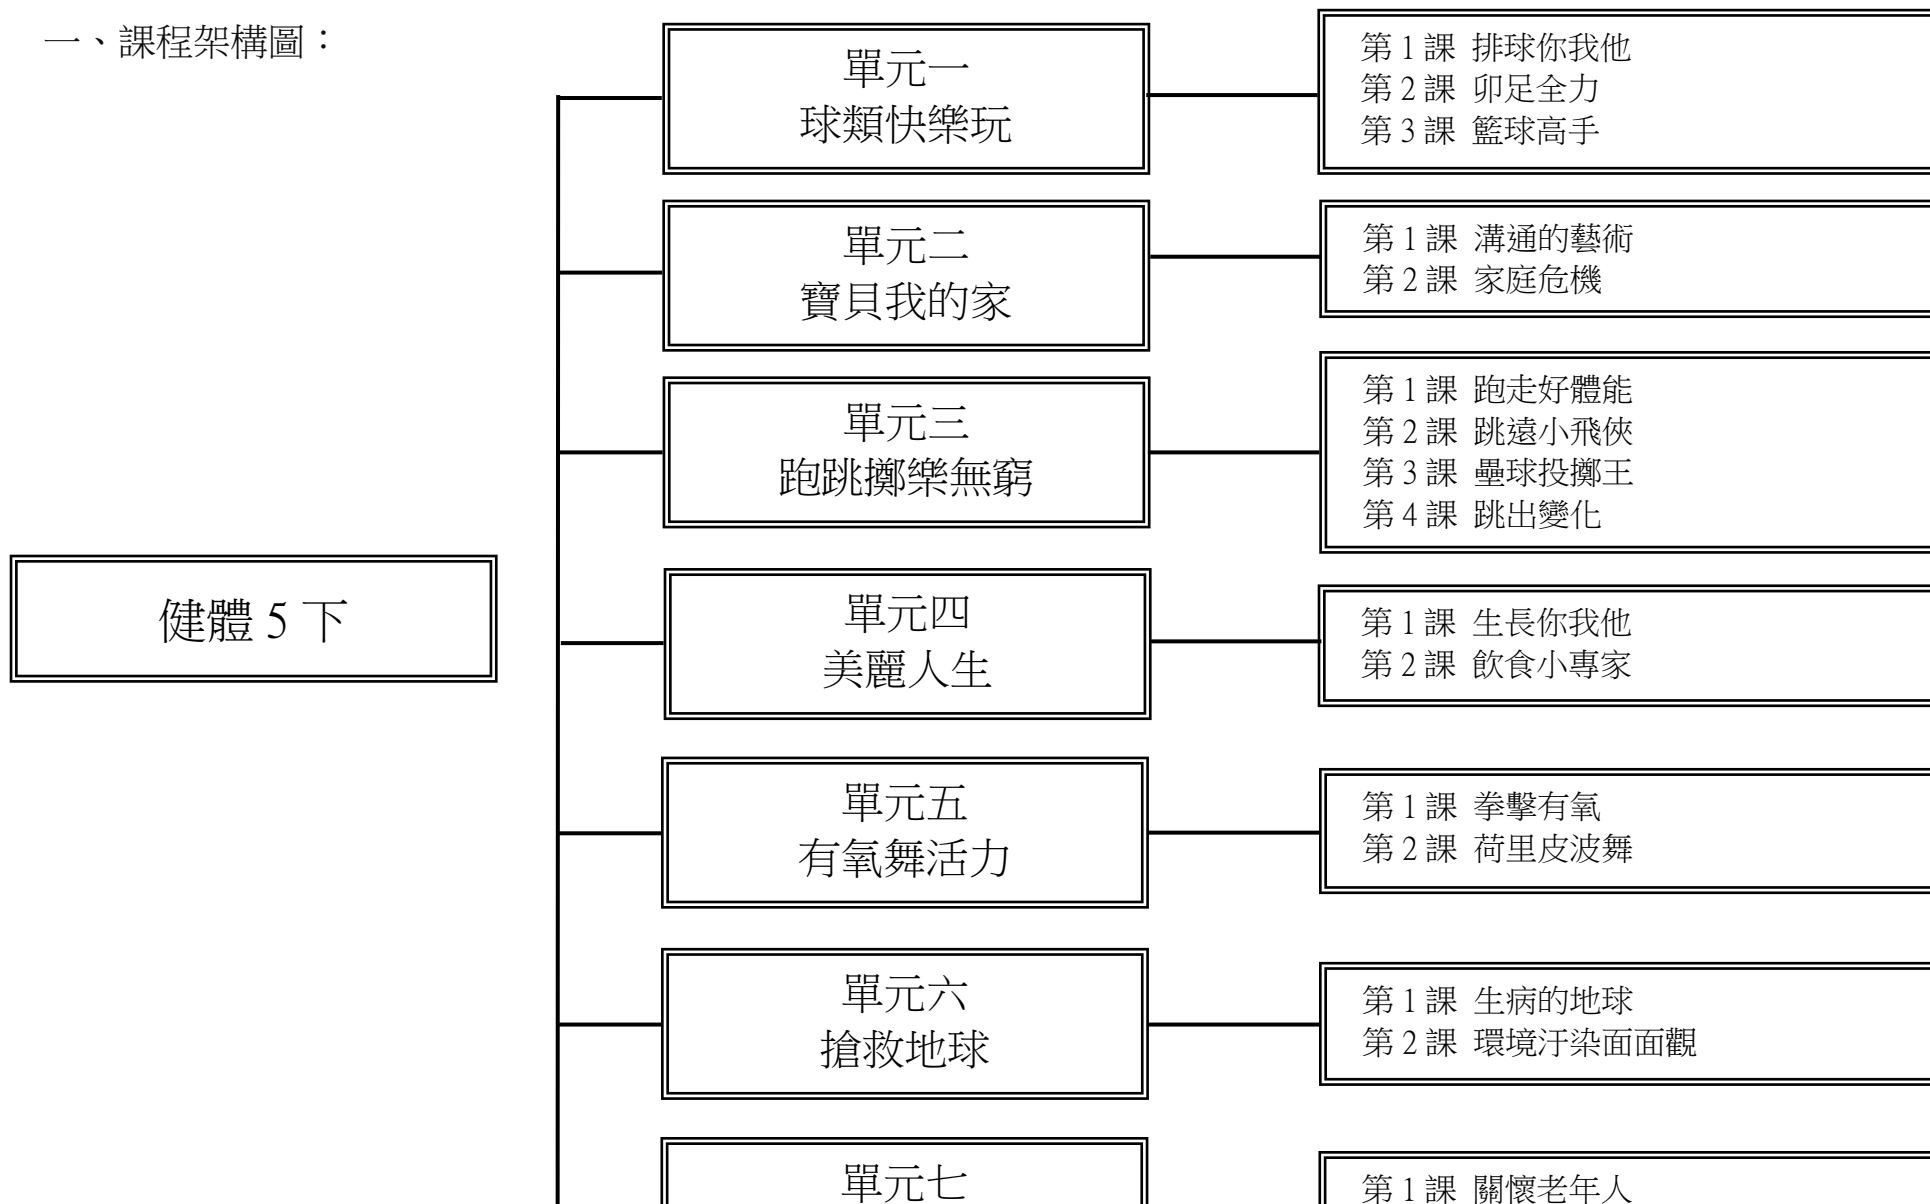 一、課程架構圖：
健體 5 下
單元一
球類快樂玩
第 1 課 排球你我他
第 2 課 卯足全力
第 3 課 籃球高手
單元二
寶貝我的家
第 1 課 溝通的藝術
第 2 課 家庭危機
單元三
跑跳擲樂無窮
第 1 課 跑走好體能
第 2 課 跳遠小飛俠
第 3 課 壘球投擲王
第 4 課 跳出變化
單元四
美麗人生
第 1 課 生長你我他
第 2 課 飲食小專家
單元五
有氧舞活力
第 1 課 拳擊有氧
第 2 課 荷里皮波舞
單元六
搶救地球
第 1 課 生病的地球
第 2 課 環境汙染面面觀
單元七
第 1 課 關懷老年人